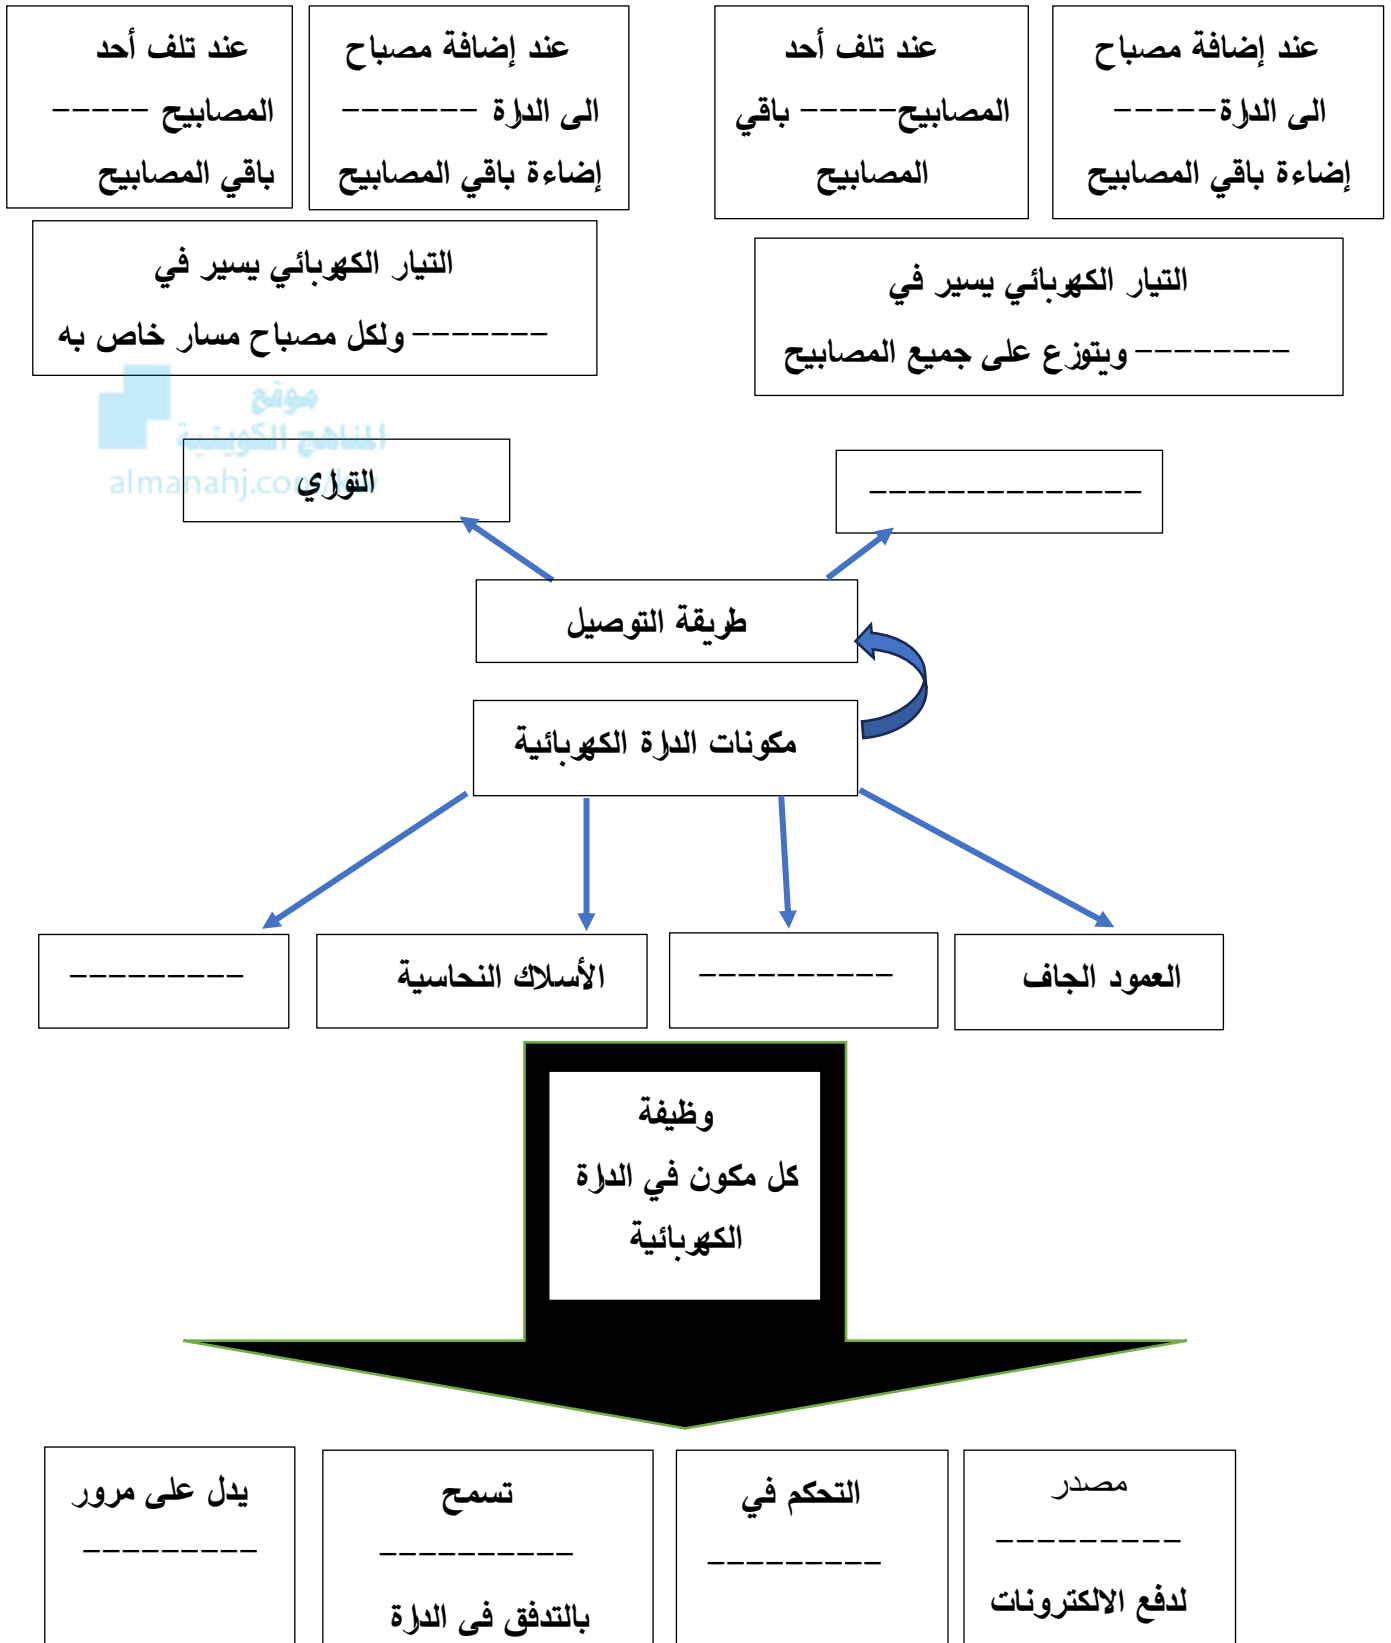 عند إضافة مصباح
الى الدارة-----
إضاءة باقي المصابيح
عند تلف أحد
المصابيح----- باقي
المصابيح
عند إضافة مصباح
الى الدارة -------
إضاءة باقي المصابيح
عند تلف أحد
المصابيح -----
باقي المصابيح
التيار الكهربائي يسير في
-------- ويتوزع على جميع المصابيح
التيار الكهربائي يسير في
------- ولكل مصباح مسار خاص به
موقع
المناهج الكويتية
almanahj.com/kw
--------------
التوازي
طريقة التوصيل
مكونات الدارة الكهربائية
العمود الجاف
----------
الأسلاك النحاسية
---------
وظيفة
كل مكون في الدارة
الكهربائية
مصدر
---------
لدفع الالكترونات
التحكم في
---------
تسمح
----------
بالتدفق في الدارة
يدل على مرور
---------